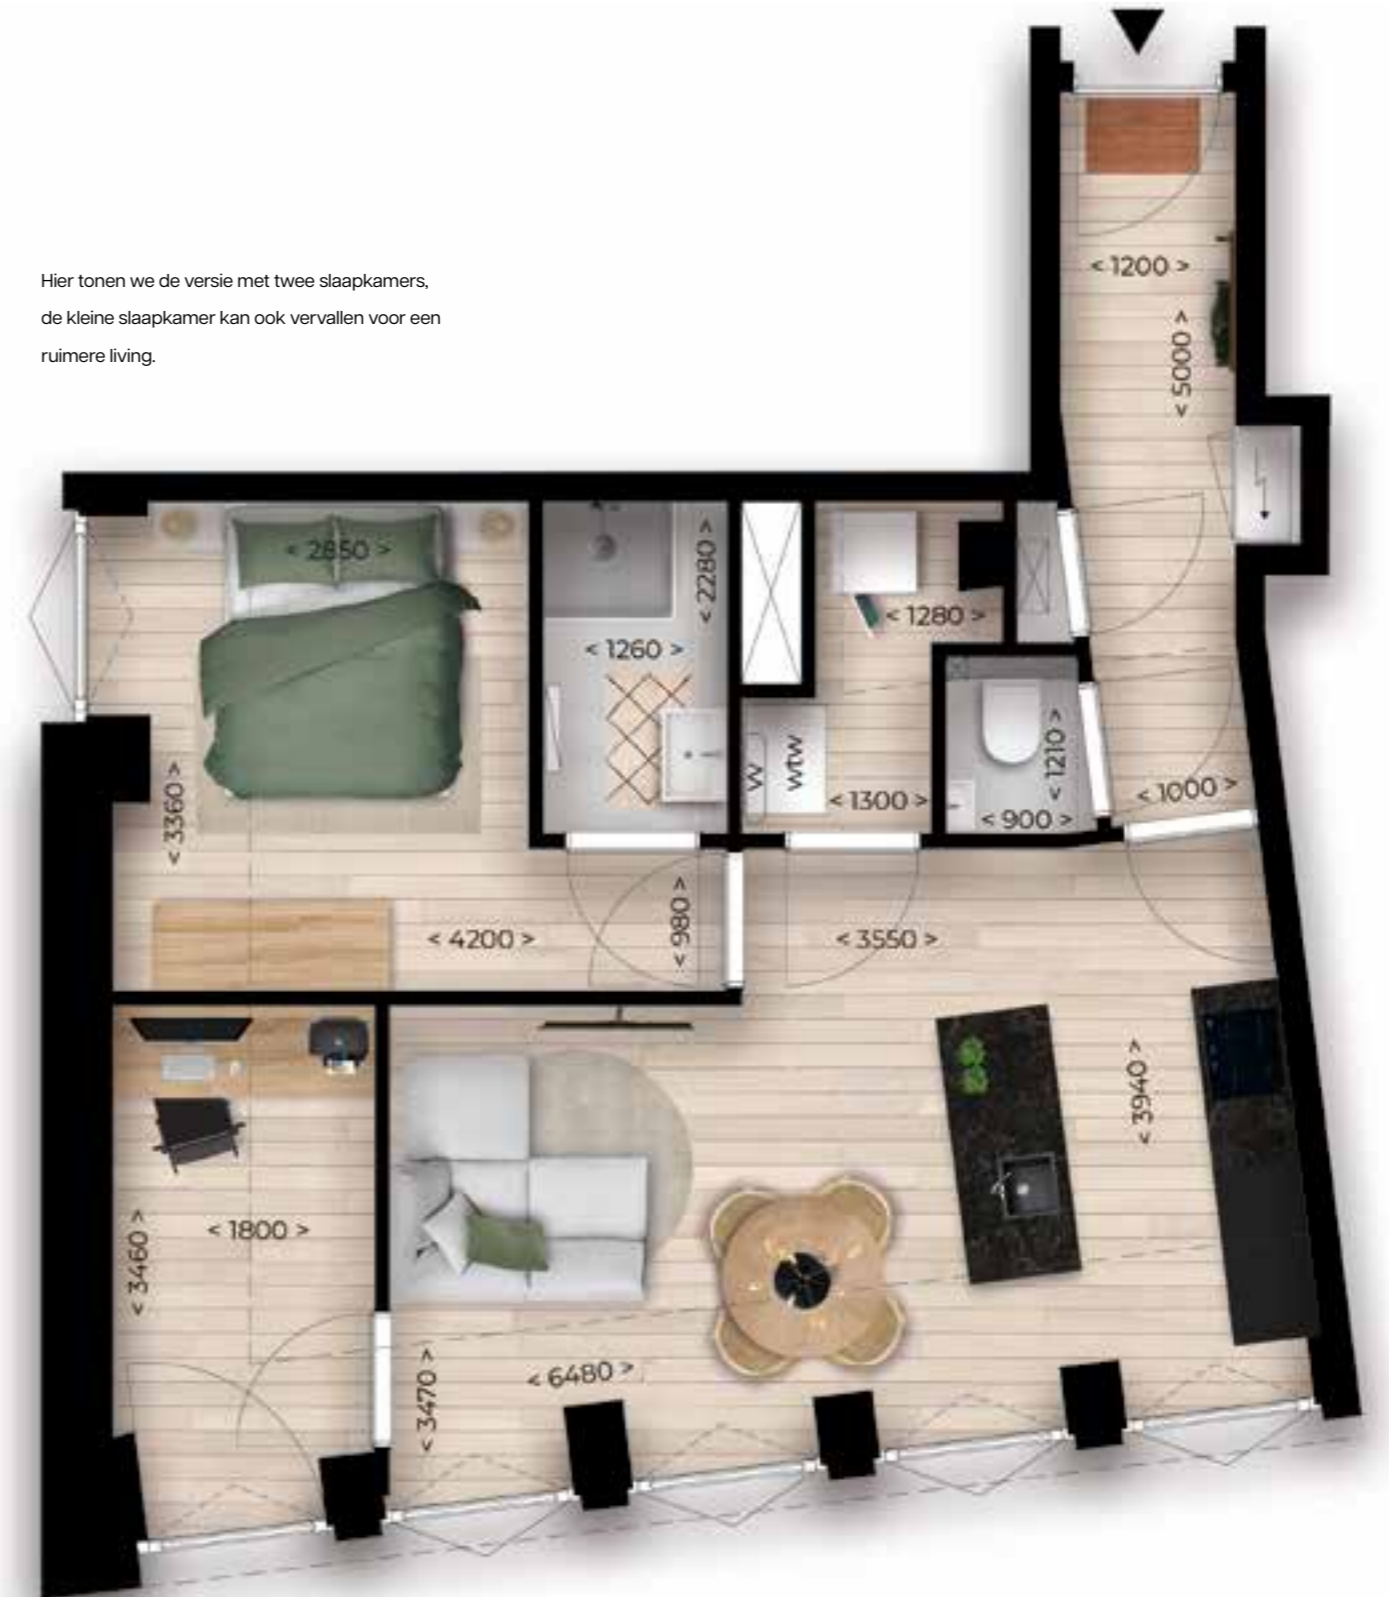 Hier tonen we de versie met twee slaapkamers,
de kleine slaapkamer kan ook vervallen voor een
ruimere living.
< 1200 >
< 5000 >
< 2850 >
< 2280 >
< 1280 >
< 1260 >
< 1210 >
< 3360 >
VV
wtw
< 1300 >
< 900 >
< 1000 >
< 4200 >
< 980 >
< 3550 >
< 3940 >
< 3460 >
< 1800 >
< 3470 >
< 6480 >